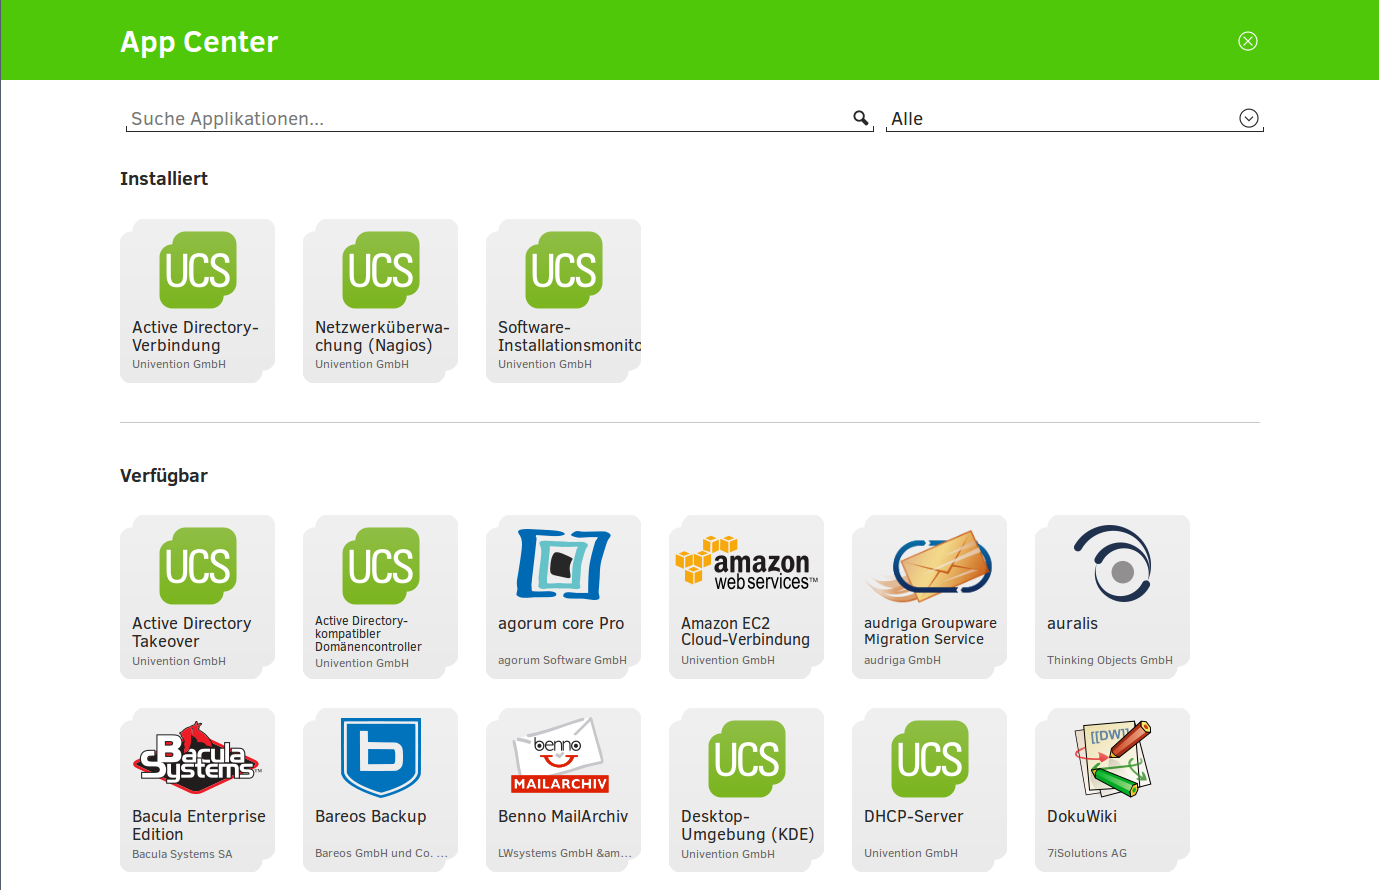 App Center
Suche Applikationen...
Alle
Installiert
UCS
Active Directory-
Verbindung
Univention GmbH
UCS
Netzwerküberwa-
chung (Nagios)
Univention GmbH
UCS
Software-
Installationsmonito
Univention GmbH
Verfügbar
UCS
Active Directory
Takeover
Univention GmbH
UCS
Active Directory-
kompatibler
Domänencontroller
Univention GmbH
agorum core Pro
agorum Software GmbH
amazon
webservices™
Amazon EC2
Cloud-Verbindung
Univention GmbH
audriga Groupware
Migration Service
audriga GmbH
auralis
Thinking Objects GmbH
Bacula
Systems™
Bacula Enterprise
Edition
Bacula Systems SA
b
Bareos Backup
Bareos GmbH und Co. ...
benno
MAILARCHIV
Benno MailArchiv
LWsystems GmbH &am...
UCS
Desktop-
Umgebung (KDE)
Univention GmbH
UCS
DHCP-Server
Univention GmbH
[[DW]]
DokuWiki
7iSolutions AG